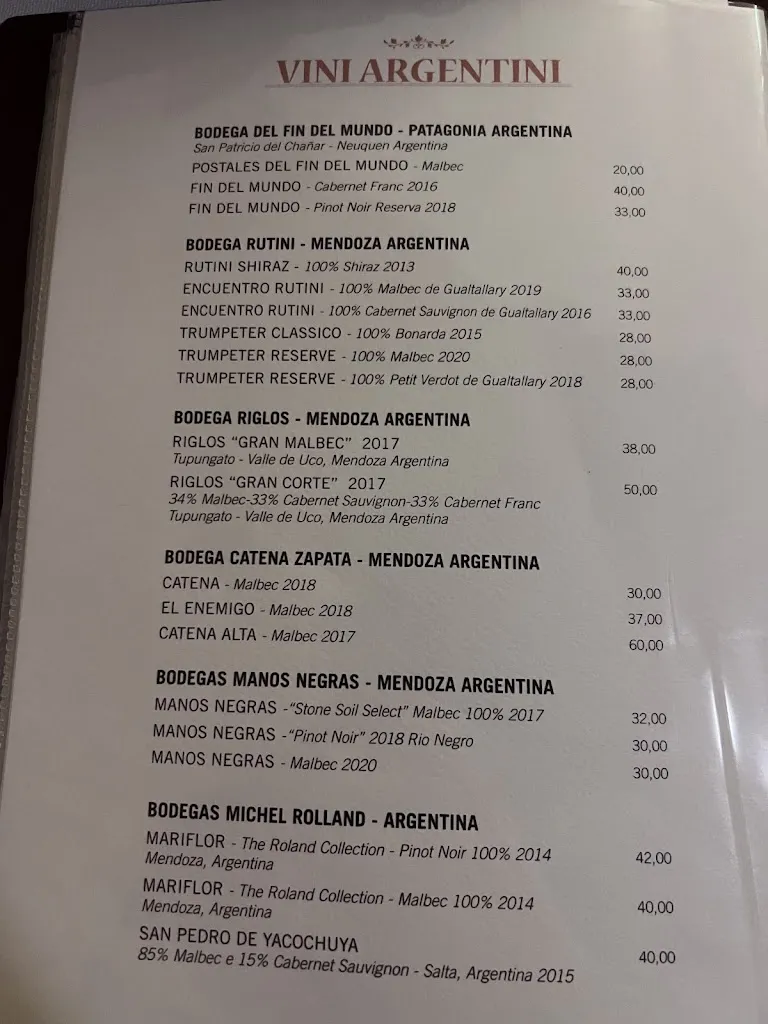 VINI ARGENTINI
BODEGA DEL FIN DEL MUNDO - PATAGONIA ARGENTINA
San Patricio del Chañar - Neuquen Argentina
POSTALES DEL FIN DEL MUNDO - Malbec 20,00
FIN DEL MUNDO - Cabernet Franc 2016 40,00
FIN DEL MUNDO - Pinot Noir Reserva 2018 33,00
BODEGA RUTINI - MENDOZA ARGENTINA
RUTINI SHIRAZ - 100% Shiraz 2013 40,00
ENCUENTRO RUTINI - 100% Malbec de Gualtallary 2019 33,00
ENCUENTRO RUTINI - 100% Cabernet Sauvignon de Gualtallary 2016 33,00
TRUMPETER CLASSICO - 100% Bonarda 2015 28,00
TRUMPETER RESERVE - 100% Malbec 2020 28,00
TRUMPETER RESERVE - 100% Petit Verdot de Gualtallary 2018 28,00
BODEGA RIGLOS - MENDOZA ARGENTINA
RIGLOS "GRAN MALBEC" 2017 38,00
Tupungato - Valle de Uco, Mendoza Argentina
RIGLOS "GRAN CORTE" 2017 50,00
34% Malbec-33% Cabernet Sauvignon-33% Cabernet Franc
Tupungato - Valle de Uco, Mendoza Argentina
BODEGA CATENA ZAPATA - MENDOZA ARGENTINA
CATENA - Malbec 2018 30,00
EL ENEMIGO - Malbec 2018 37,00
CATENA ALTA - Malbec 2017 60,00
BODEGAS MANOS NEGRAS - MENDOZA ARGENTINA
MANOS NEGRAS -"Stone Soil Select" Malbec 100% 2017 32,00
MANOS NEGRAS -"Pinot Noir" 2018 Rio Negro 30,00
MANOS NEGRAS - Malbec 2020 30,00
BODEGAS MICHEL ROLLAND - ARGENTINA
MARIFLOR - The Roland Collection - Pinot Noir 100% 2014 42,00
Mendoza, Argentina
MARIFLOR - The Roland Collection - Malbec 100% 2014 40,00
Mendoza, Argentina
SAN PEDRO DE YACOCHUYA 40,00
85% Malbec e 15% Cabernet Sauvignon - Salta, Argentina 2015